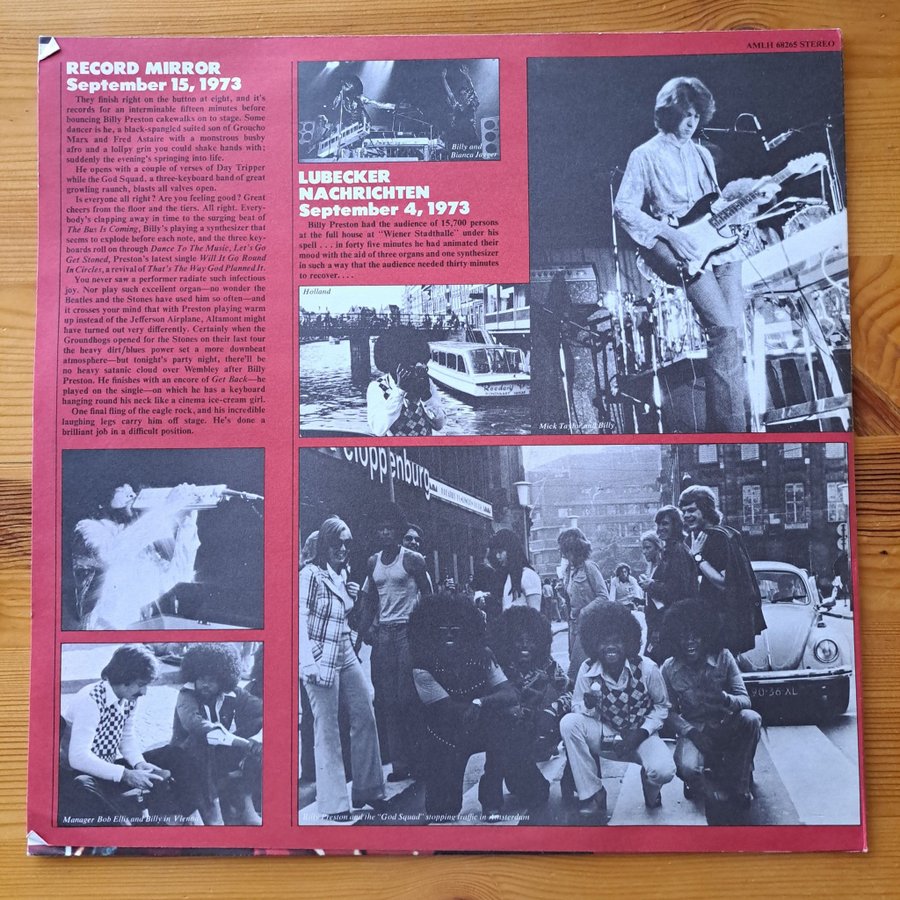 AMLH 68265 STEREO
RECORD MIRROR
September 15, 1973
They finish right on the button at eight, and it's
records for an interminable fifteen minutes before
bouncing Billy Preston cakewalks on to stage. Some
dancer is he, a black-spangled suited son of Groucho
Marx and Fred Astaire with a monstrous bushy
afro and a lollpy grin you could shake hands with;
suddenly the evening's springing into life.
He opens with a couple of verses of Day Tripper
while the God Squad, a three-keyboard band of great
growling raunch, blasts all valves open.
Is everyone all right? Are you feeling good? Great
cheers from the floor and the tiers. All right. Every-
body's clapping away in time to the surging beat of
The Bus Is Coming, Billy's playing a synthesizer that
seems to explode before each note, and the three key-
boards roll on through Dance To The Music, Let's Go
Get Stoned, Preston's latest single Will It Go Round
In Circles, a revival of That's The Way God Planned It.
You never saw a performer radiate such infectious
joy. Nor play such excellent organ—no wonder the
Beatles and the Stones have used him so often—and
it crosses your mind that with Preston playing warm
up instead of the Jefferson Airplane, Altamont might
have turned out very differently. Certainly when the
Groundhogs opened for the Stones on their last tour
the heavy dirt/blues power set a more downbeat
atmosphere—but tonight's party night, there'll be
no heavy satanic cloud over Wembley after Billy
Preston. He finishes with an encore of Get Back—he
played on the single—on which he has a keyboard
hanging round his neck like a cinema ice-cream girl.
One final fling of the eagle rock, and his incredible
laughing legs carry him off stage. He's done a
brilliant job in a difficult position.
Billy and
Bianca Jagger
LUBECKER
NACHRICHTEN
September 4, 1973
Billy Preston had the audience of 15,700 persons
at the full house at "Wiener Stadthalle" under his
spell . . . in forty five minutes he had animated their
mood with the aid of three organs and one synthesizer
in such a way that the audience needed thirty minutes
to recover. . . .
Holland
Mick Taylor and Billy
Cloppenburg
90-36-AL
Manager Bob Ellis and Billy in Vienna
Billy Preston and the "God Squad" stopping traffic in Amsterdam